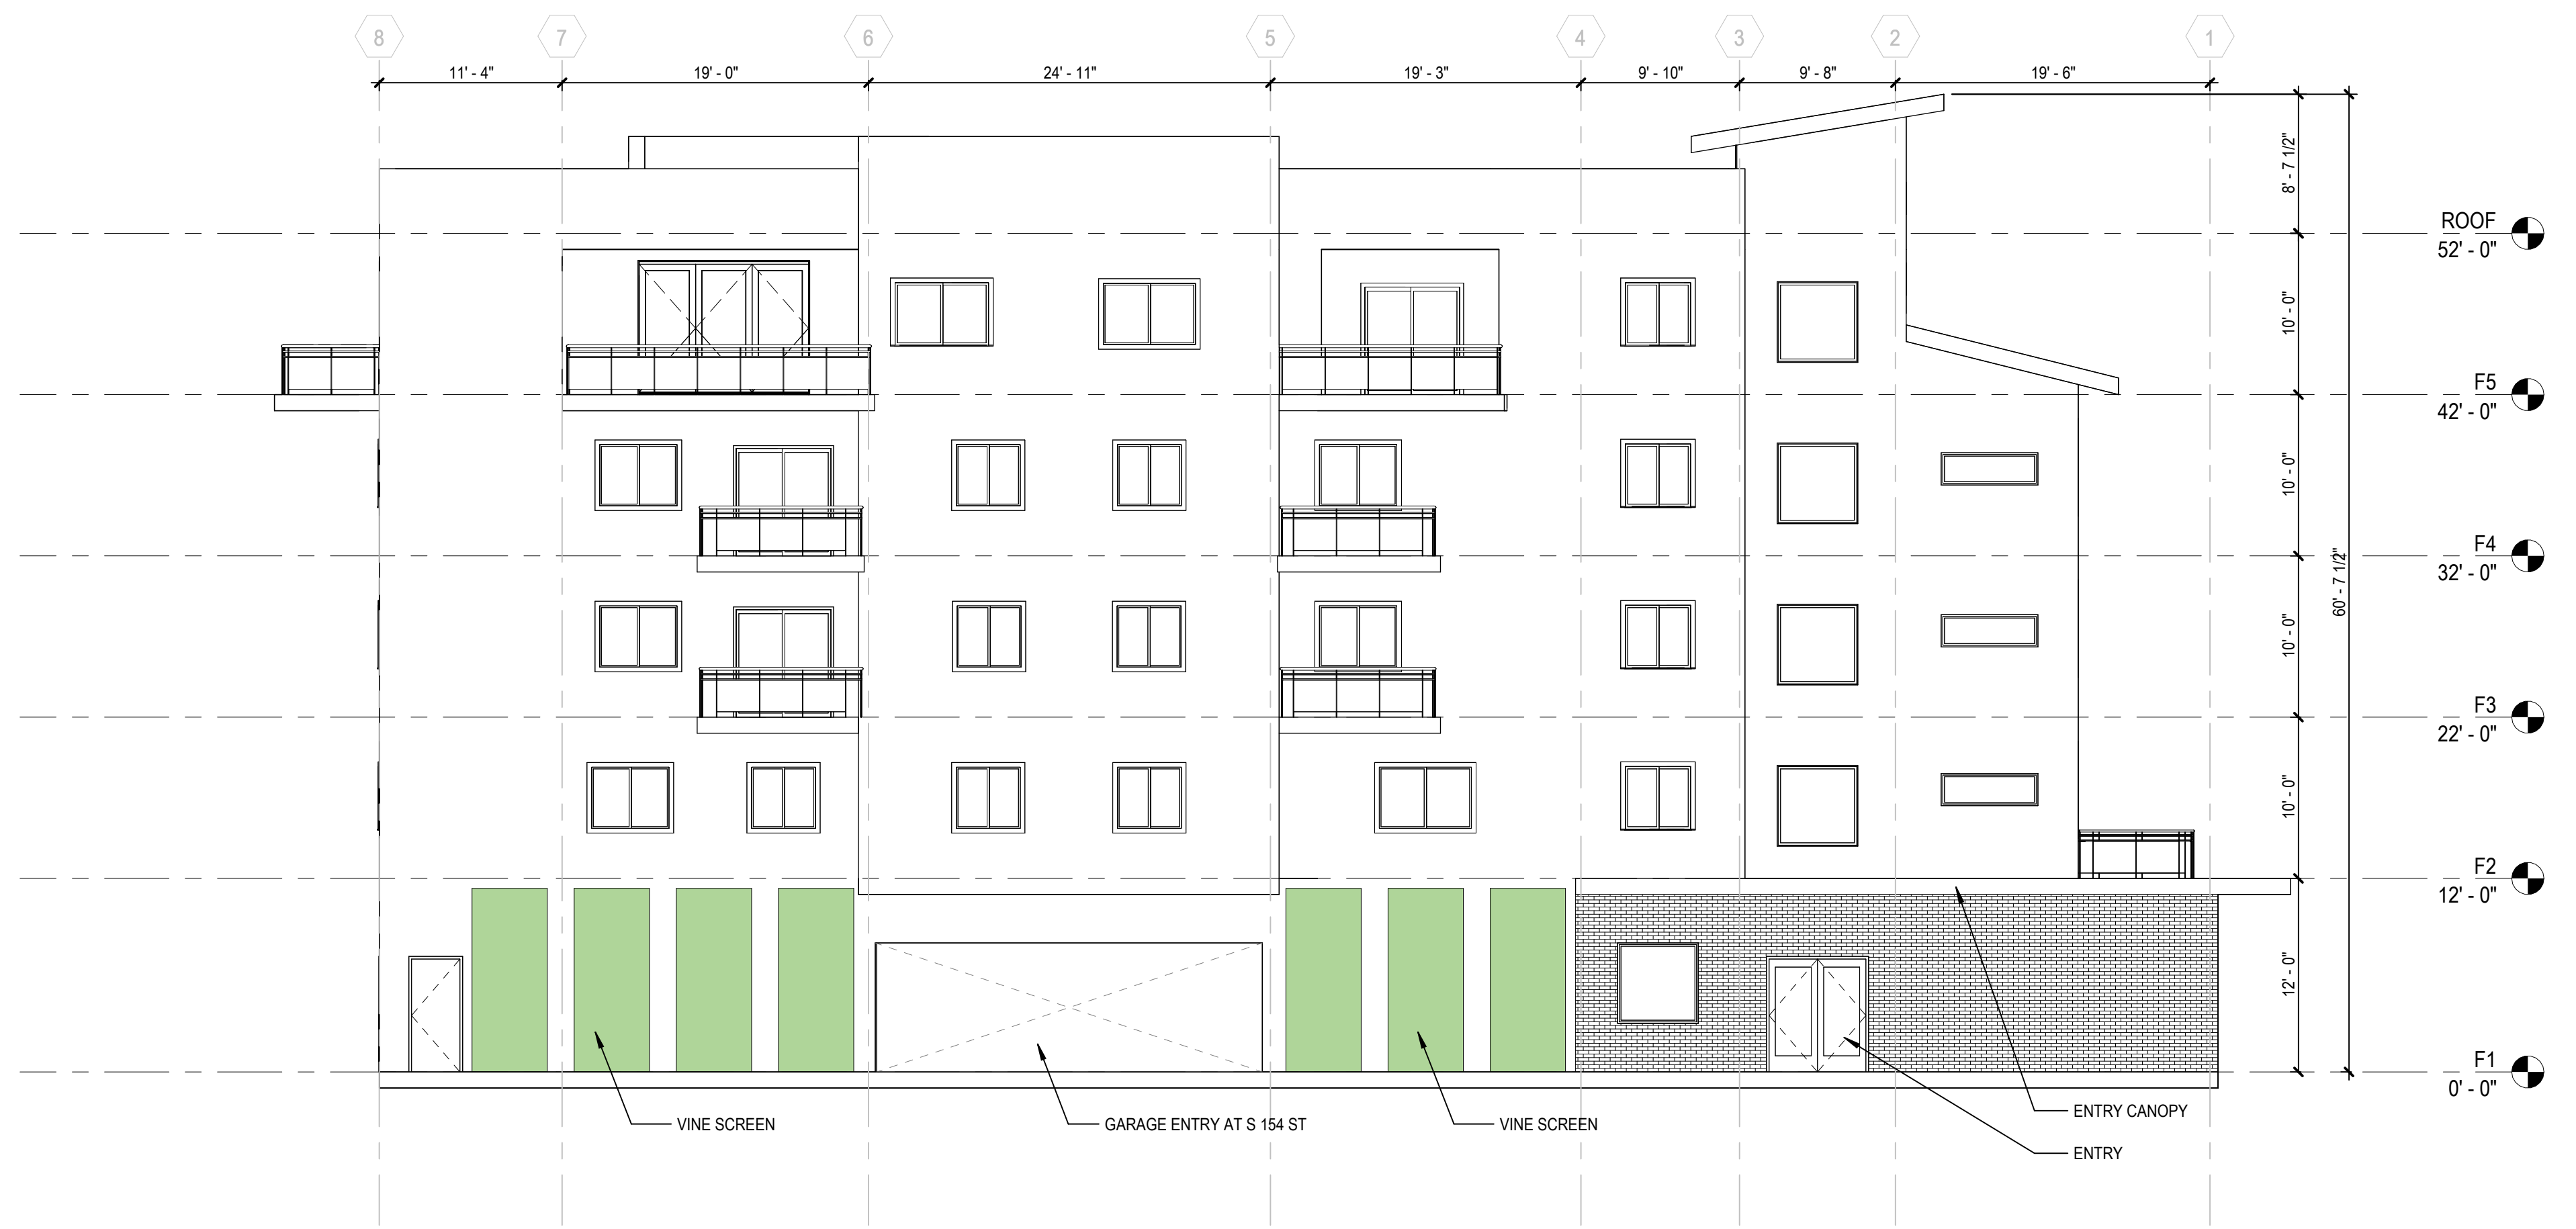 8 7 6 5 4 3 2 1
11' - 4" 19' - 0" 24' - 11" 19' - 3" 9' - 10" 9' - 8" 19' - 6"
8' - 7 1/2"
ROOF
52' - 0"
10' - 0"
F5
42' - 0"
10' - 0"
F4
32' - 0"
60' - 7 1/2"
10' - 0"
F3
22' - 0"
10' - 0"
F2
12' - 0"
12' - 0"
F1
0' - 0"
VINE SCREEN
GARAGE ENTRY AT S 154 ST
VINE SCREEN
ENTRY CANOPY
ENTRY